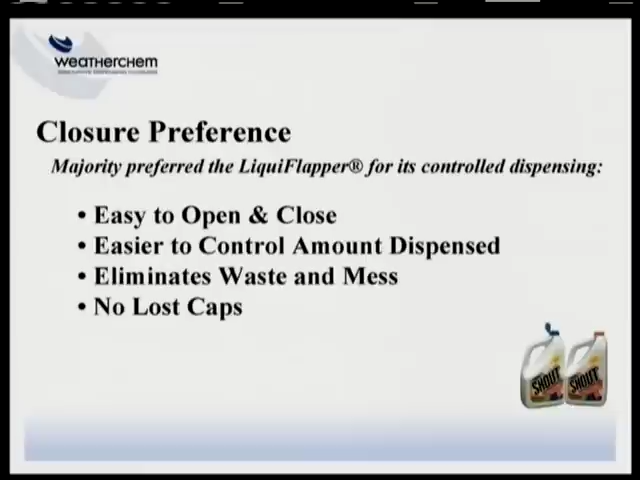 WEATHERCHEM
Closure Preference
Majority preferred the LiquiFlapper® for its controlled dispensing:
• Easy to Open & Close
• Easier to Control Amount Dispensed
• Eliminates Waste and Mess
• No Lost Caps
SHOUT SHOUT